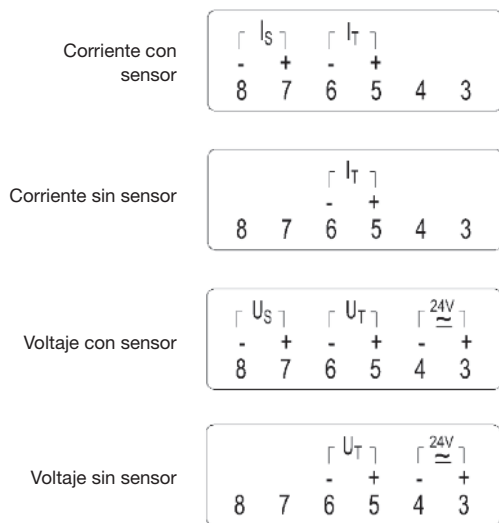 Corriente con
sensor
IS IT
- + - +
8 7 6 5 4 3
Corriente sin sensor
IT
- +
8 7 6 5 4 3
Voltaje con sensor
US UT 24V
- + - + - +
8 7 6 5 4 3
Voltaje sin sensor
UT 24V
- + - +
8 7 6 5 4 3